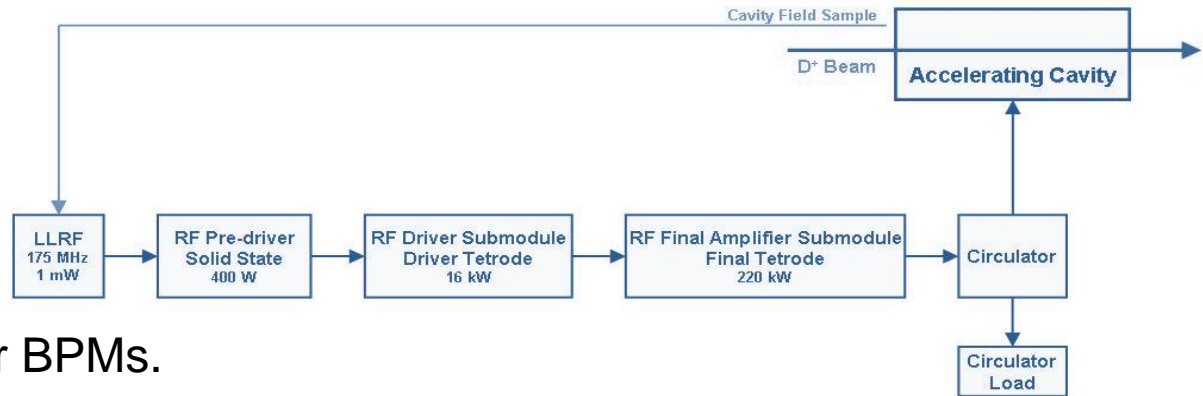 Cavity Field Sample
D+ Beam
Accelerating Cavity
LLRF
175 MHz
1 mW
RF Pre-driver
Solid State
400 W
RF Driver Submodule
Driver Tetrode
16 kW
RF Final Amplifier Submodule
Final Tetrode
220 kW
Circulator
r BPMs.
Circulator
Load